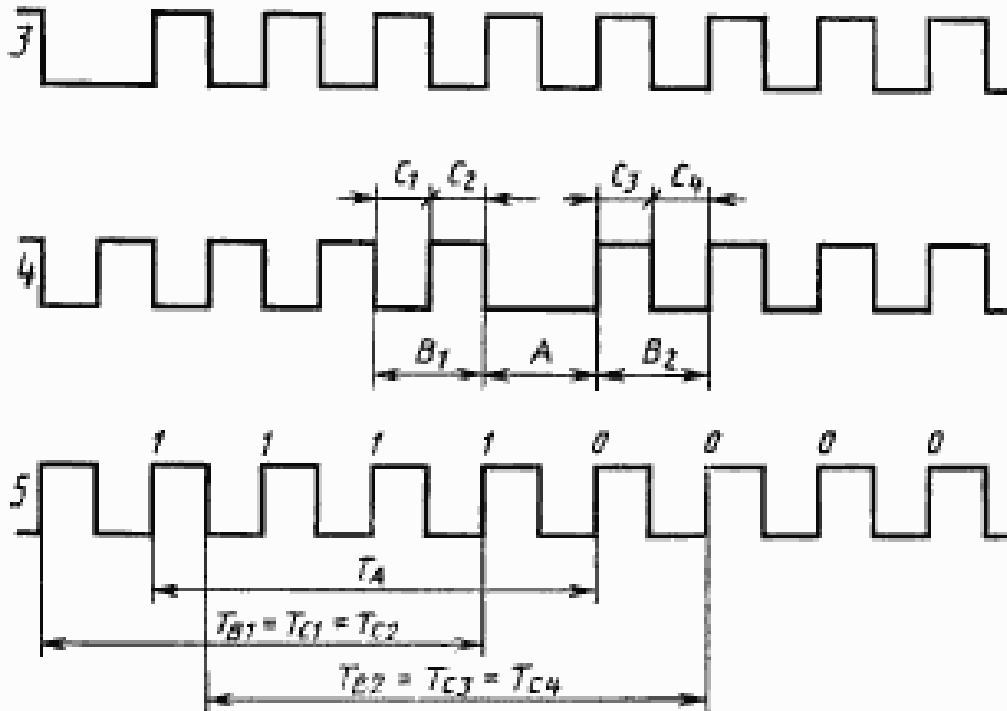 3
C1 C2 C3 C4
4
B1 A B2
1 1 1 1 0 0 0 0
5
TA
TB1 = TC1 = TC2
TB2 = TC3 = TC4